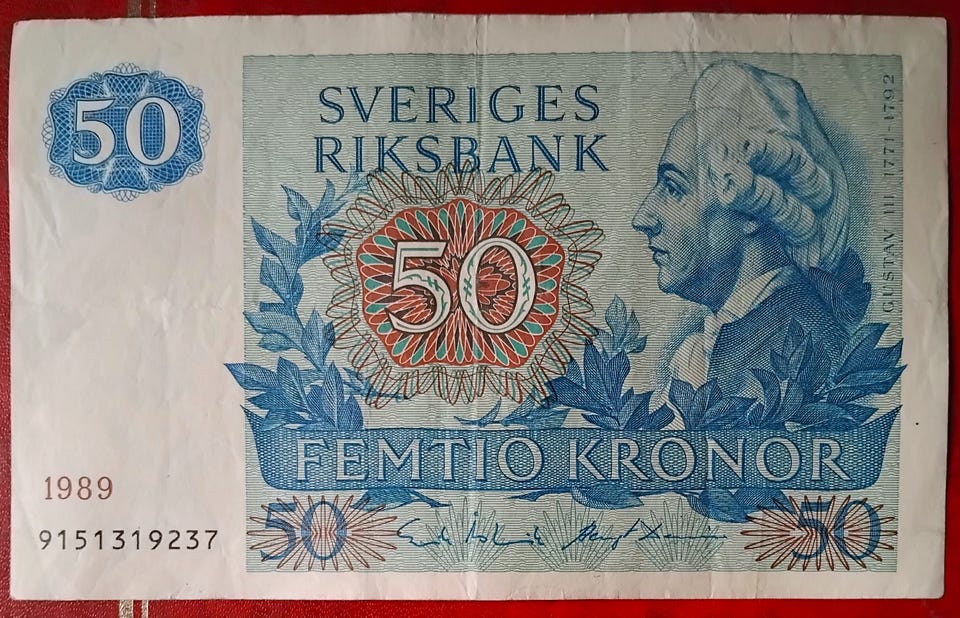 50
SVERIGES
RIKSBANK
50
GUSTAV III 1771-1792
FEMTIO KRONOR
1989
9151319237
50
50